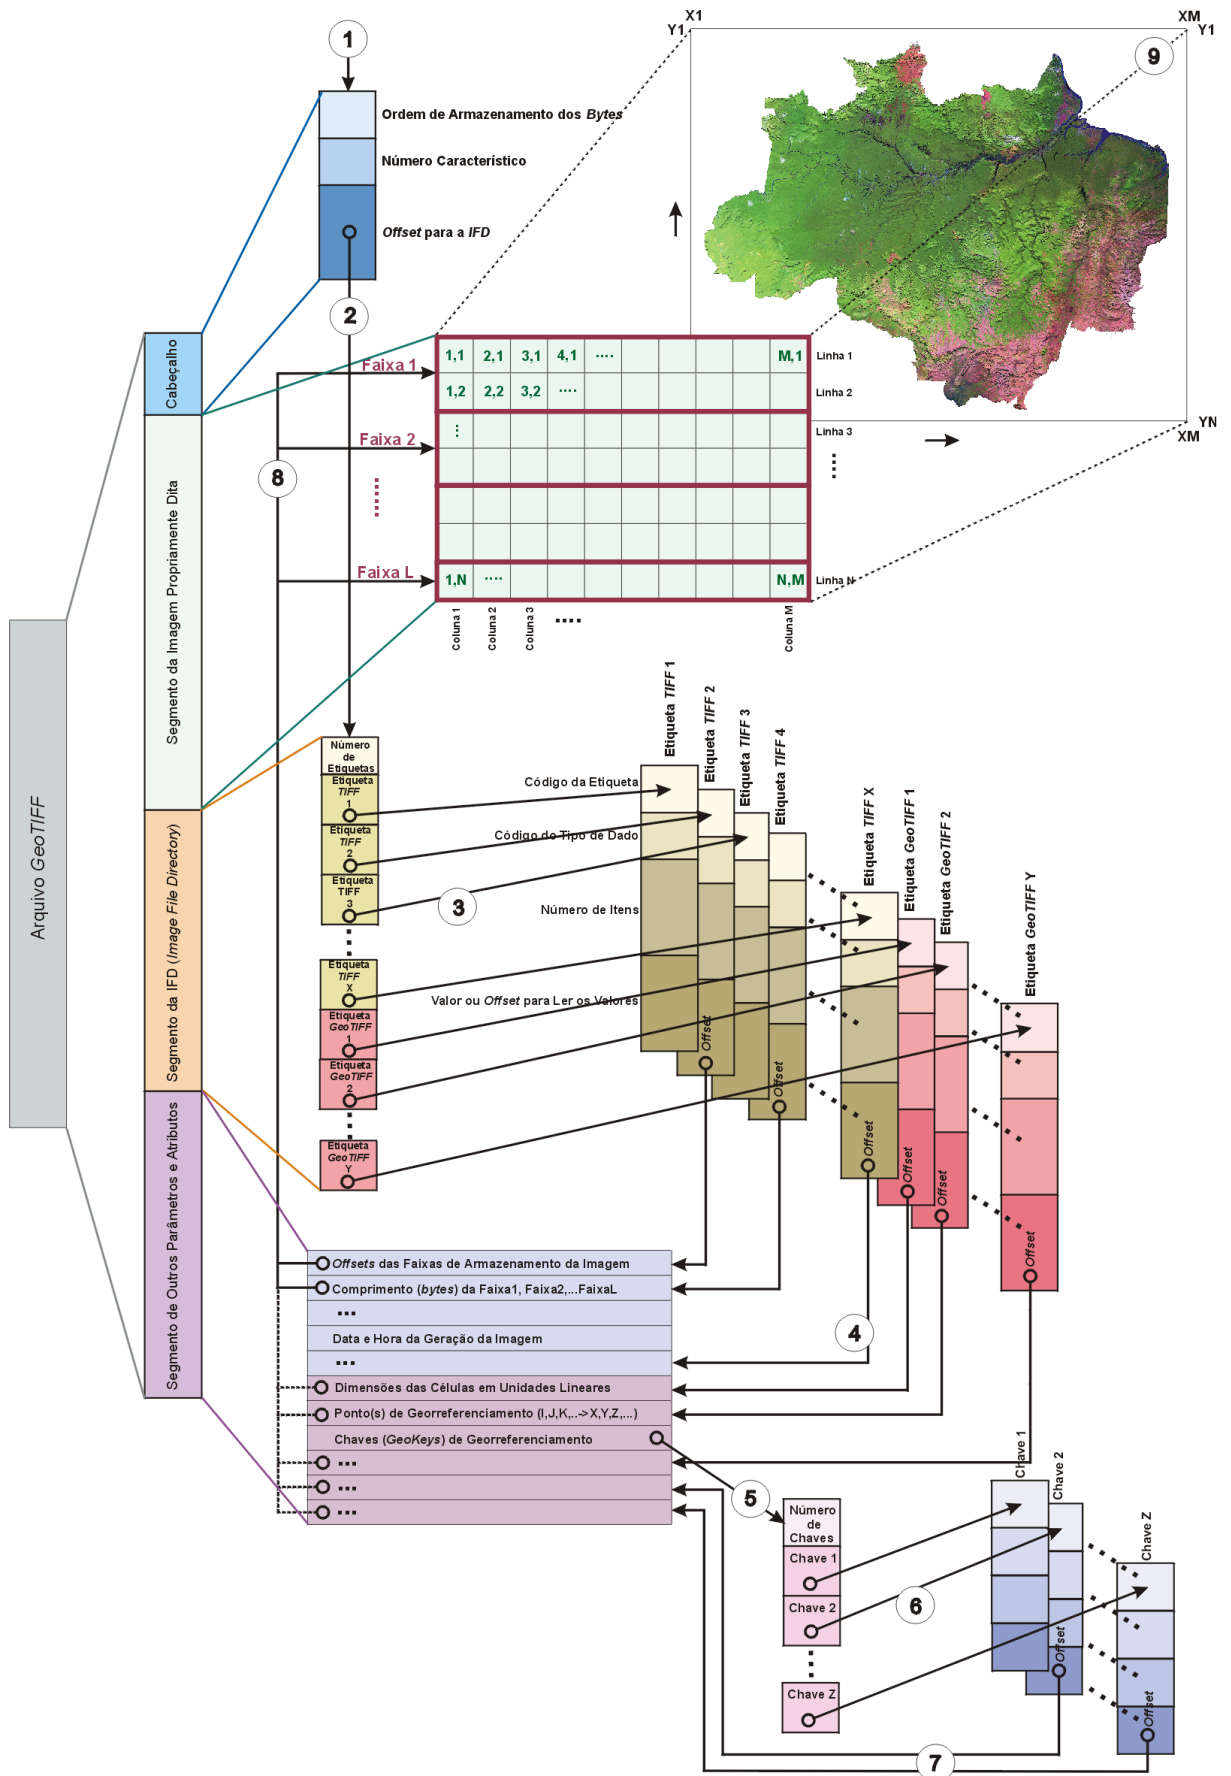 X1
XM
Y1
Y1
1
9
Ordem de Armazenamento dos Bytes
Número Característico
Offset para a IFD
2
Arquivo GeoTIFF
Cabeçalho
Segmento da Imagem Propriamente Dita
Segmento da IFD (Image File Directory)
Segmento de Outros Parâmetros e Atributos
Faixa 1
1,1 2,1 3,1 4,1 .... M,1
Linha 1
1,2 2,2 3,2 ....
Linha 2
YN
XM
Faixa 2
Linha 3
8
Faixa L
1,N .... N,M
Linha N
Coluna 1
Coluna 2
Coluna 3
....
Coluna M
Número
de
Etiquetas
Etiqueta
TIFF
1
Etiqueta
TIFF
2
Etiqueta
TIFF
3
Etiqueta
TIFF
X
Etiqueta
GeoTIFF
1
Etiqueta
GeoTIFF
2
Etiqueta
GeoTIFF
Y
3
Código da Etiqueta
Código do Tipo de Dado
Número de Itens
Valor ou Offset para Ler os Valores
Etiqueta TIFF 1
Etiqueta TIFF 2
Etiqueta TIFF 3
Etiqueta TIFF 4
Etiqueta TIFF X
Etiqueta GeoTIFF 1
Etiqueta GeoTIFF 2
Etiqueta GeoTIFF Y
Offset
Offset
Offset
Offset
Offset
Offset
4
Offsets das Faixas de Armazenamento da Imagem
Comprimento (bytes) da Faixa1, Faixa2,...FaixaL
...
Data e Hora da Geração da Imagem
...
Dimensões das Células em Unidades Lineares
Ponto(s) de Georreferenciamento (I,J,K,..->X,Y,Z,...)
Chaves (GeoKeys) de Georreferenciamento
...
...
...
5
Número
de
Chaves
Chave 1
Chave 2
Chave Z
6
Chave 1
Chave 2
Chave Z
Offset
Offset
7